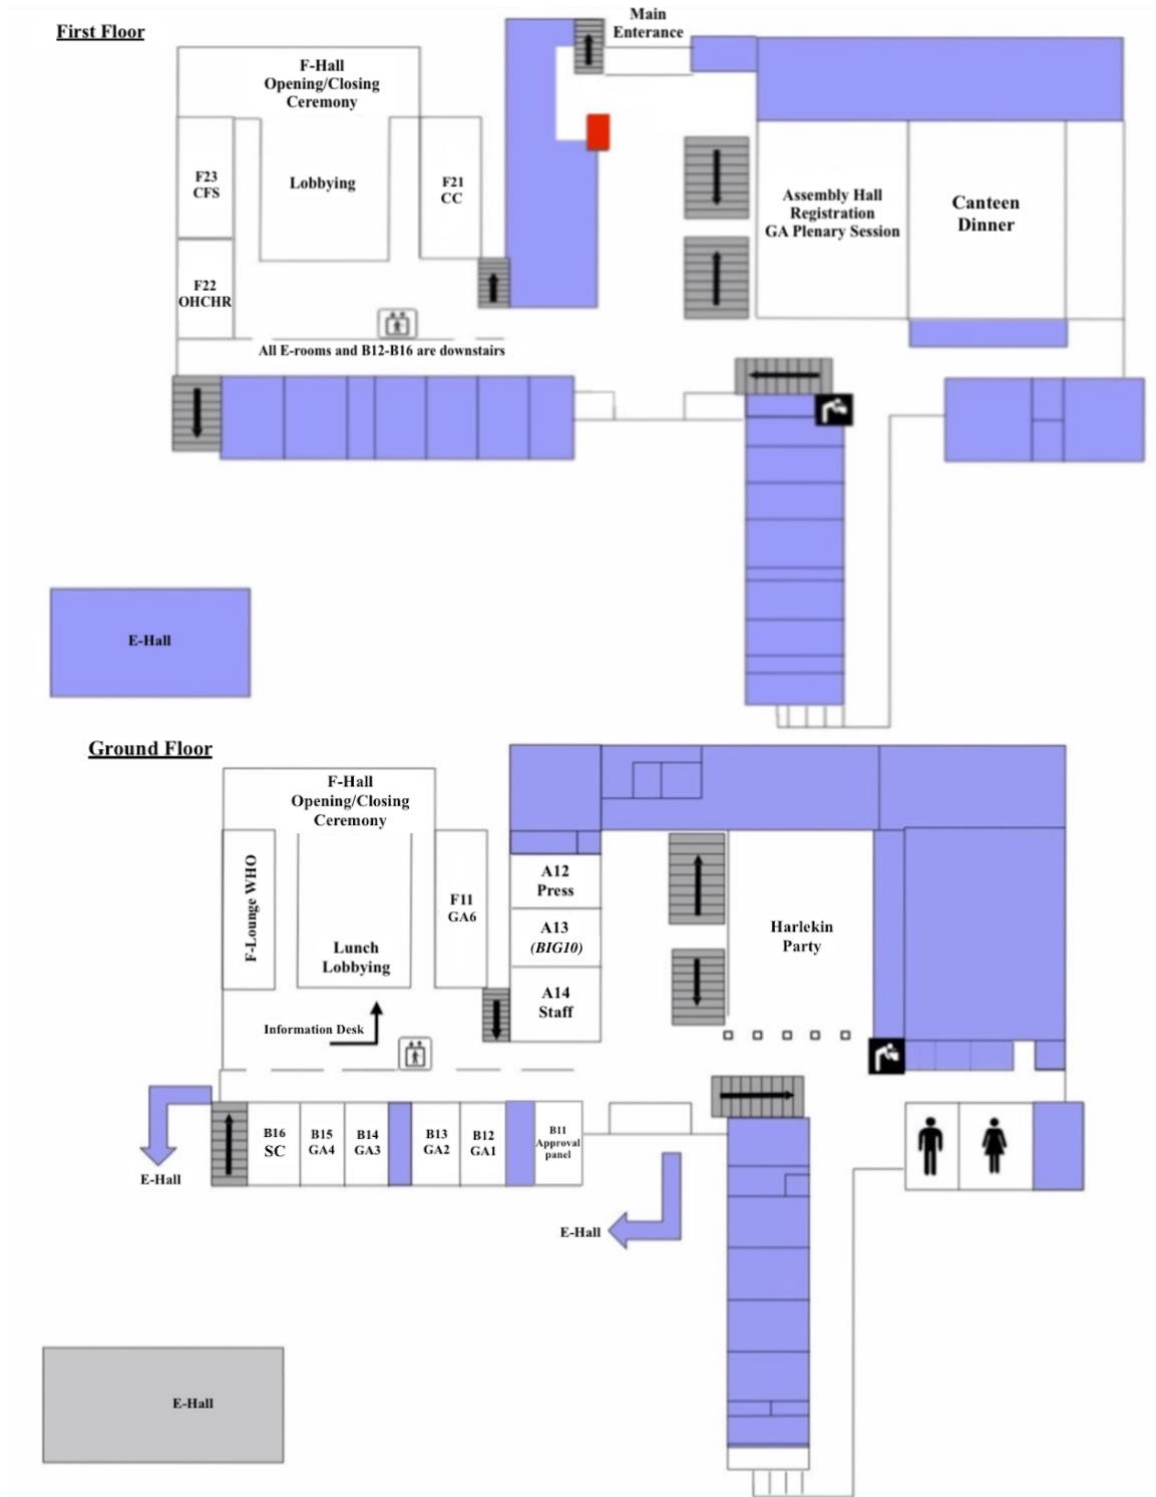 First Floor
Main
Enterance
F-Hall
Opening/Closing
Ceremony
F23
CFS
Lobbying
F21
CC
Assembly Hall
Registration
GA Plenary Session
Canteen
Dinner
F22
OHCHR
All E-rooms and B12-B16 are downstairs
E-Hall
Ground Floor
F-Hall
Opening/Closing
Ceremony
F-Lounge WHO
F11
GA6
A12
Press
A13
(BIG10)
A14
Staff
Harlekin
Party
Lunch
Lobbying
Information Desk
B16
SC
B15
GA4
B14
GA3
B13
GA2
B12
GA1
B11
Approval
panel
E-Hall
E-Hall
E-Hall